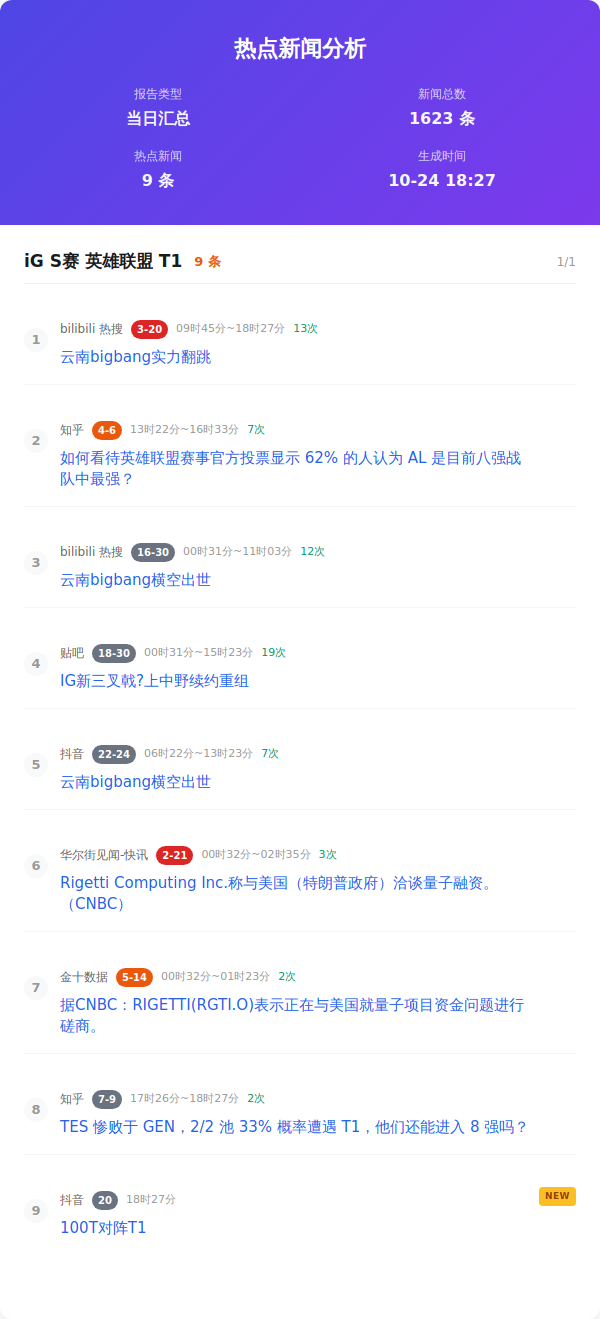 热点新闻分析
报告类型
新闻总数
当日汇总
1623 条
热点新闻
生成时间
9 条
10-24 18:27
iG S赛 英雄联盟 T1 9 条 1/1
1
bilibili 热搜 3-20 09时45分~18时27分 13次
云南bigbang实力翻跳
2
知乎 4-6 13时22分~16时33分 7次
如何看待英雄联盟赛事官方投票显示 62% 的人认为 AL 是目前八强战
队中最强？
3
bilibili 热搜 16-30 00时31分~11时03分 12次
云南bigbang横空出世
4
贴吧 18-30 00时31分~15时23分 19次
IG新三叉戟?上中野续约重组
5
抖音 22-24 06时22分~13时23分 7次
云南bigbang横空出世
6
华尔街见闻-快讯 2-21 00时32分~02时35分 3次
Rigetti Computing Inc.称与美国（特朗普政府）洽谈量子融资。
（CNBC）
7
金十数据 5-14 00时32分~01时23分 2次
据CNBC：RIGETTI(RGTI.O)表示正在与美国就量子项目资金问题进行
磋商。
8
知乎 7-9 17时26分~18时27分 2次
TES 惨败于 GEN，2/2 池 33% 概率遭遇 T1，他们还能进入 8 强吗？
9
抖音 20 18时27分 NEW
100T对阵T1